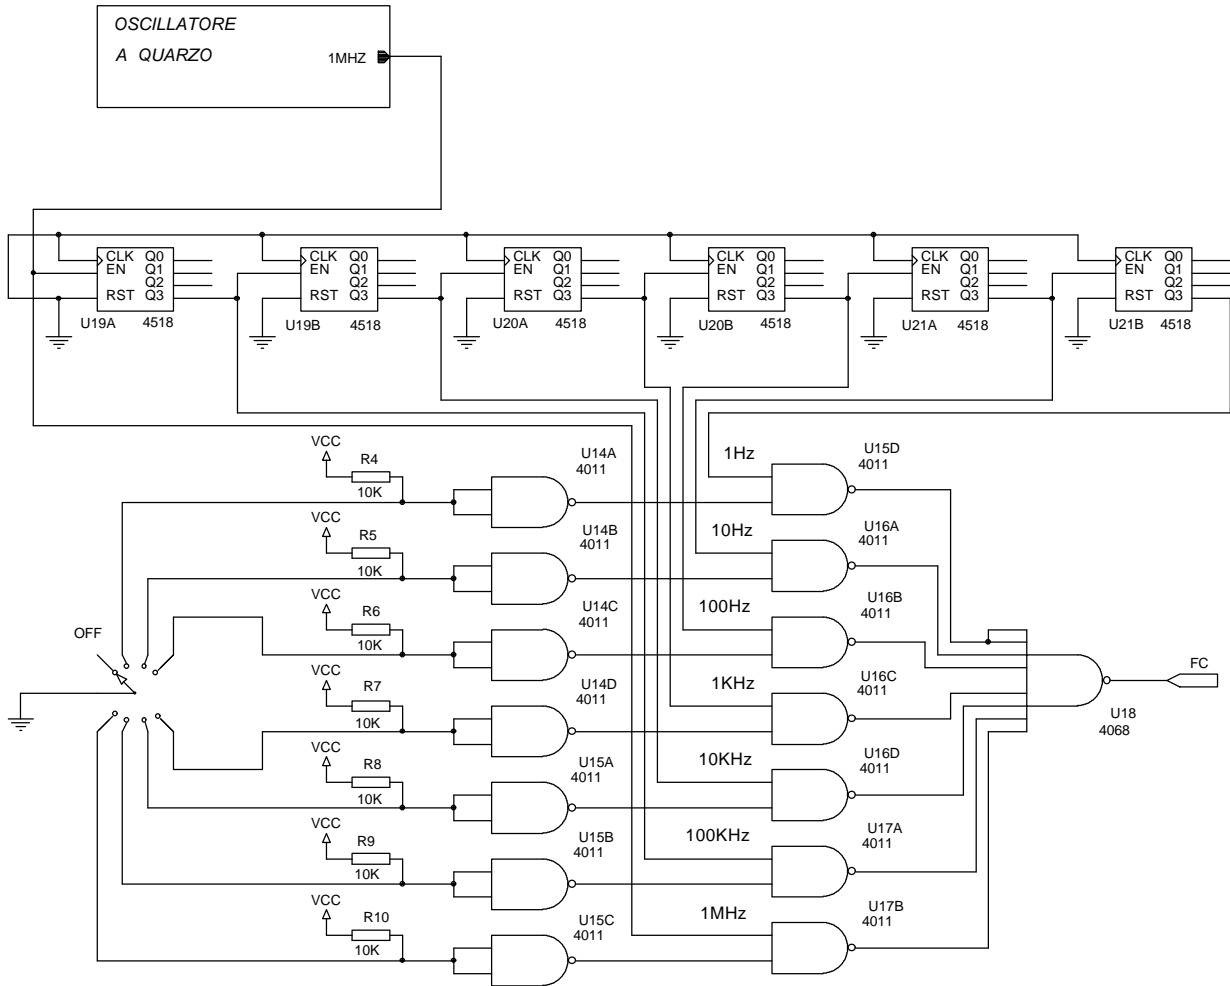 OSCILLATORE
A QUARZO 1MHZ
CLK Q0 CLK Q0 CLK Q0 CLK Q0 CLK Q0 CLK Q0
EN Q1 EN Q1 EN Q1 EN Q1 EN Q1 EN Q1
Q2 Q2 Q2 Q2 Q2 Q2
RST Q3 RST Q3 RST Q3 RST Q3 RST Q3 RST Q3
U19A 4518 U19B 4518 U20A 4518 U20B 4518 U21A 4518 U21B 4518
VCC R4 10K U14A 4011 1Hz U15D 4011
VCC R5 10K U14B 4011 10Hz U16A 4011
VCC R6 10K U14C 4011 100Hz U16B 4011
OFF
VCC R7 10K U14D 4011 1KHz U16C 4011
FC
U18
4068
VCC R8 10K U15A 4011 10KHz U16D 4011
VCC R9 10K U15B 4011 100KHz U17A 4011
VCC R10 10K U15C 4011 1MHz U17B 4011